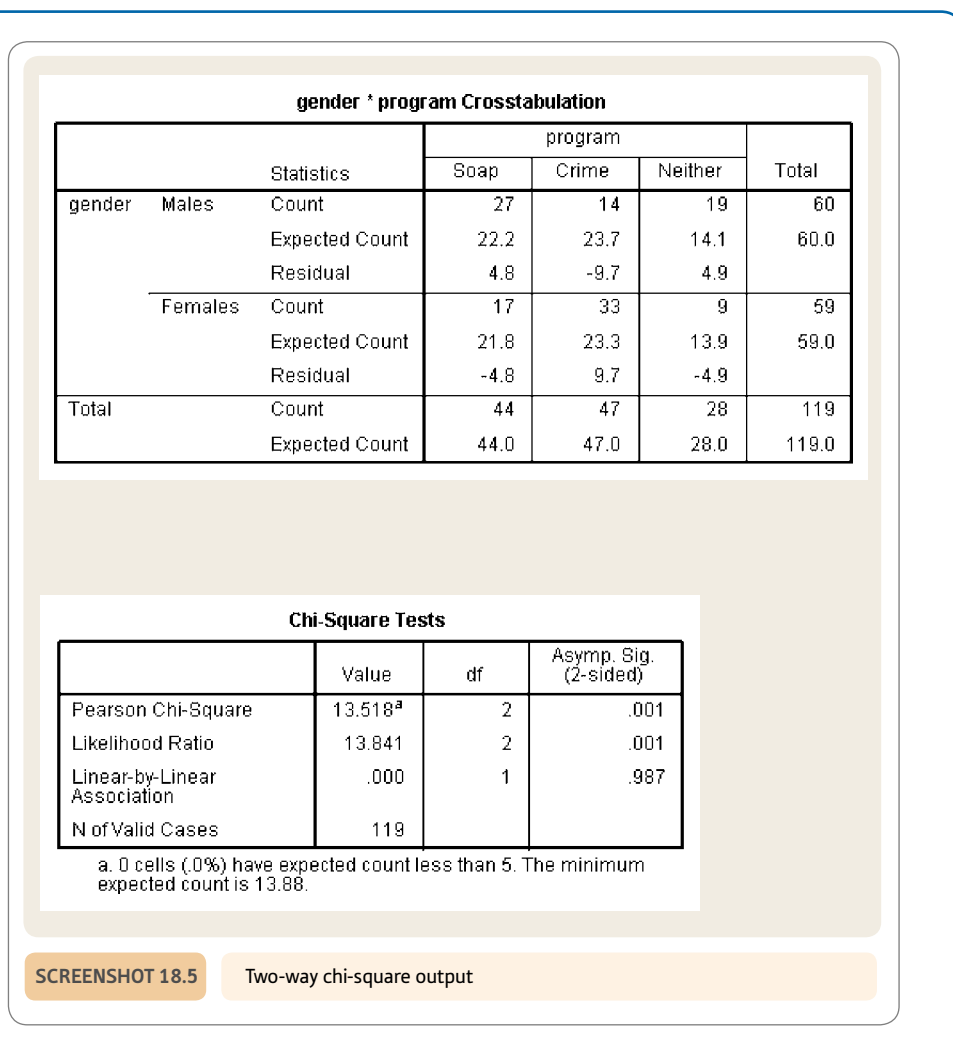 gender * program Crosstabulation
program
Statistics Soap Crime Neither Total
gender Males Count 27 14 19 60
Expected Count 22.2 23.7 14.1 60.0
Residual 4.8 -9.7 4.9
Females Count 17 33 9 59
Expected Count 21.8 23.3 13.9 59.0
Residual -4.8 9.7 -4.9
Total Count 44 47 28 119
Expected Count 44.0 47.0 28.0 119.0
Chi-Square Tests
Value df Asymp. Sig.
(2-sided)
Pearson Chi-Square 13.518a 2 .001
Likelihood Ratio 13.841 2 .001
Linear-by-Linear .000 1 .987
Association
N of Valid Cases 119
a. 0 cells (.0%) have expected count less than 5. The minimum
expected count is 13.88.
SCREENSHOT 18.5 Two-way chi-square output